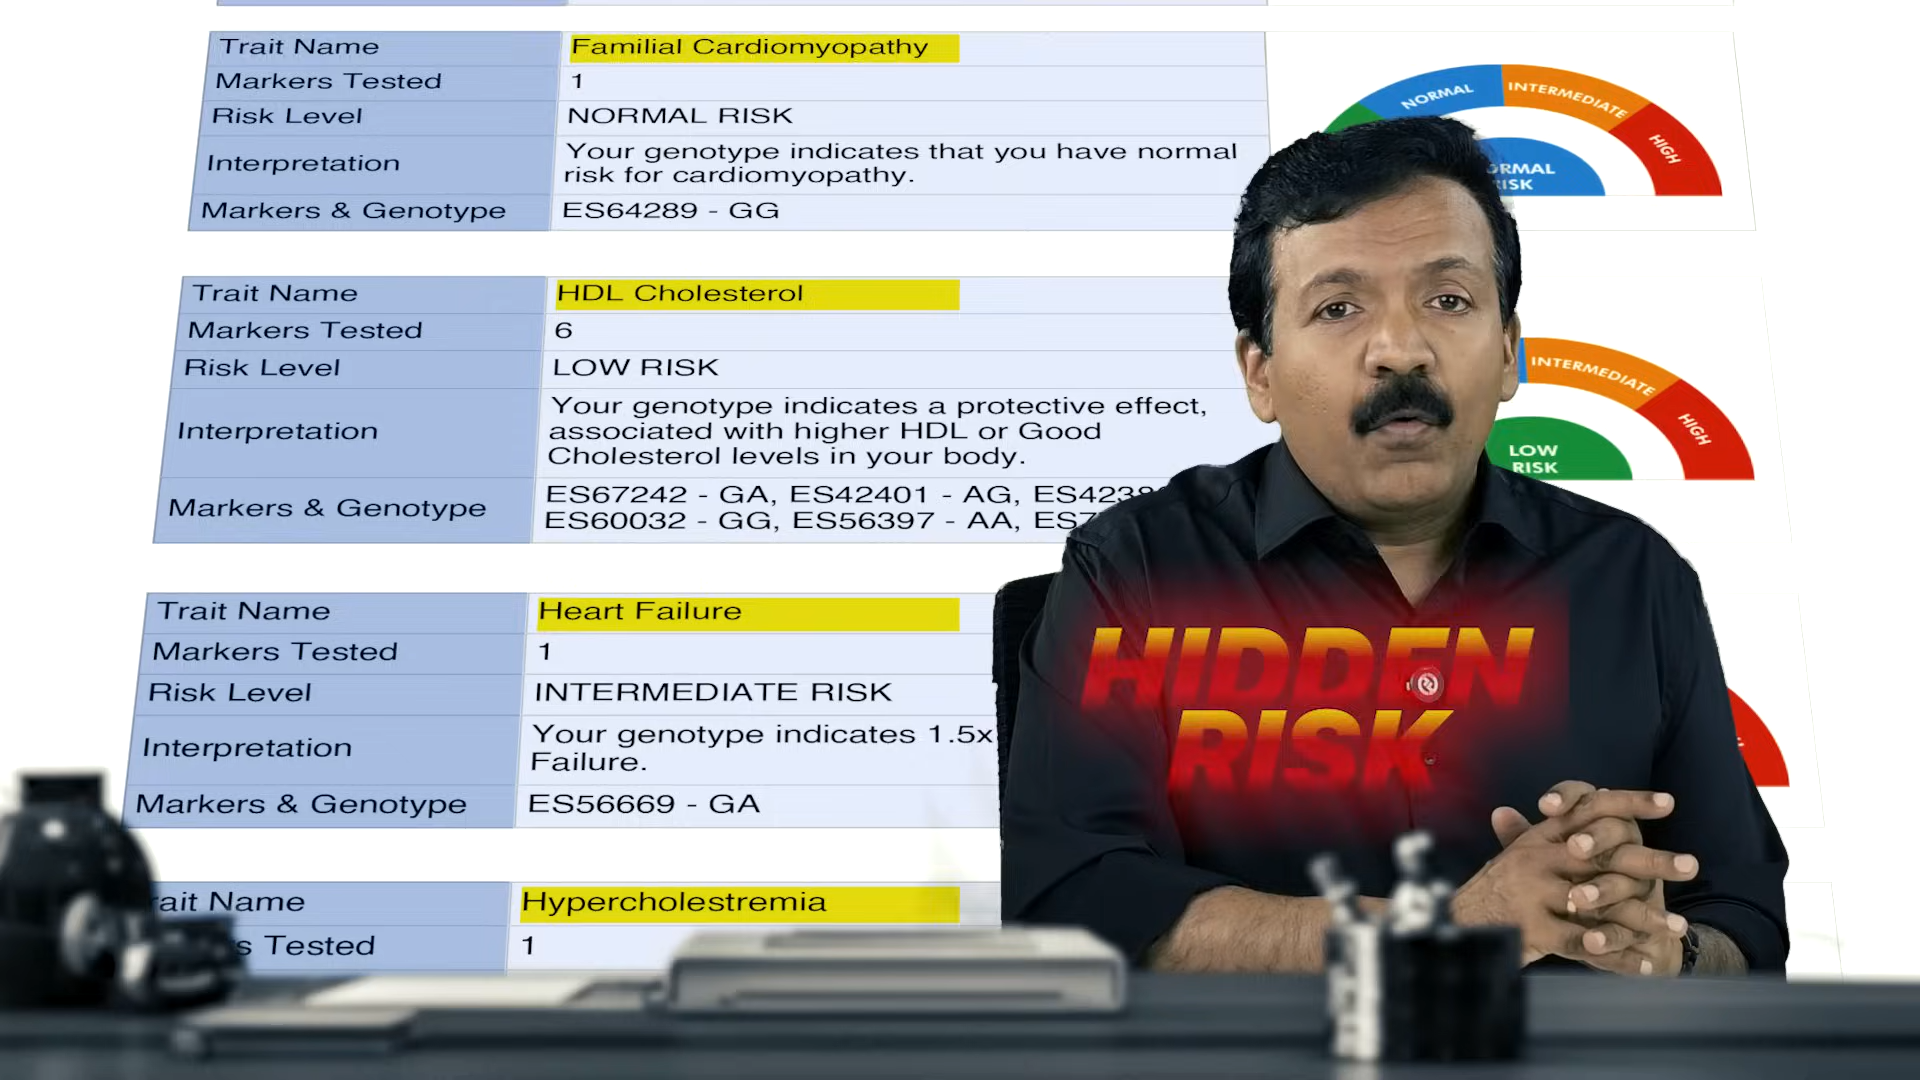 Trait Name Familial Cardiomyopathy
Markers Tested 1
Risk Level NORMAL RISK
Interpretation Your genotype indicates that you have normal
risk for cardiomyopathy.
Markers & Genotype ES64289 - GG
NORMAL INTERMEDIATE HIGH
RISK
Trait Name HDL Cholesterol
Markers Tested 6
Risk Level LOW RISK
Interpretation Your genotype indicates a protective effect,
associated with higher HDL or Good
Cholesterol levels in your body.
Markers & Genotype ES67242 - GA, ES42401 - AG,
ES60032 - GG, ES56397 - AA,
INTERMEDIATE HIGH
LOW
RISK
Trait Name Heart Failure
Markers Tested 1
Risk Level INTERMEDIATE RISK
Interpretation Your genotype indicates 1.5x
Failure.
Markers & Genotype ES56669 - GA
HIDDEN
RISK
Name Hypercholestremia
Tested 1